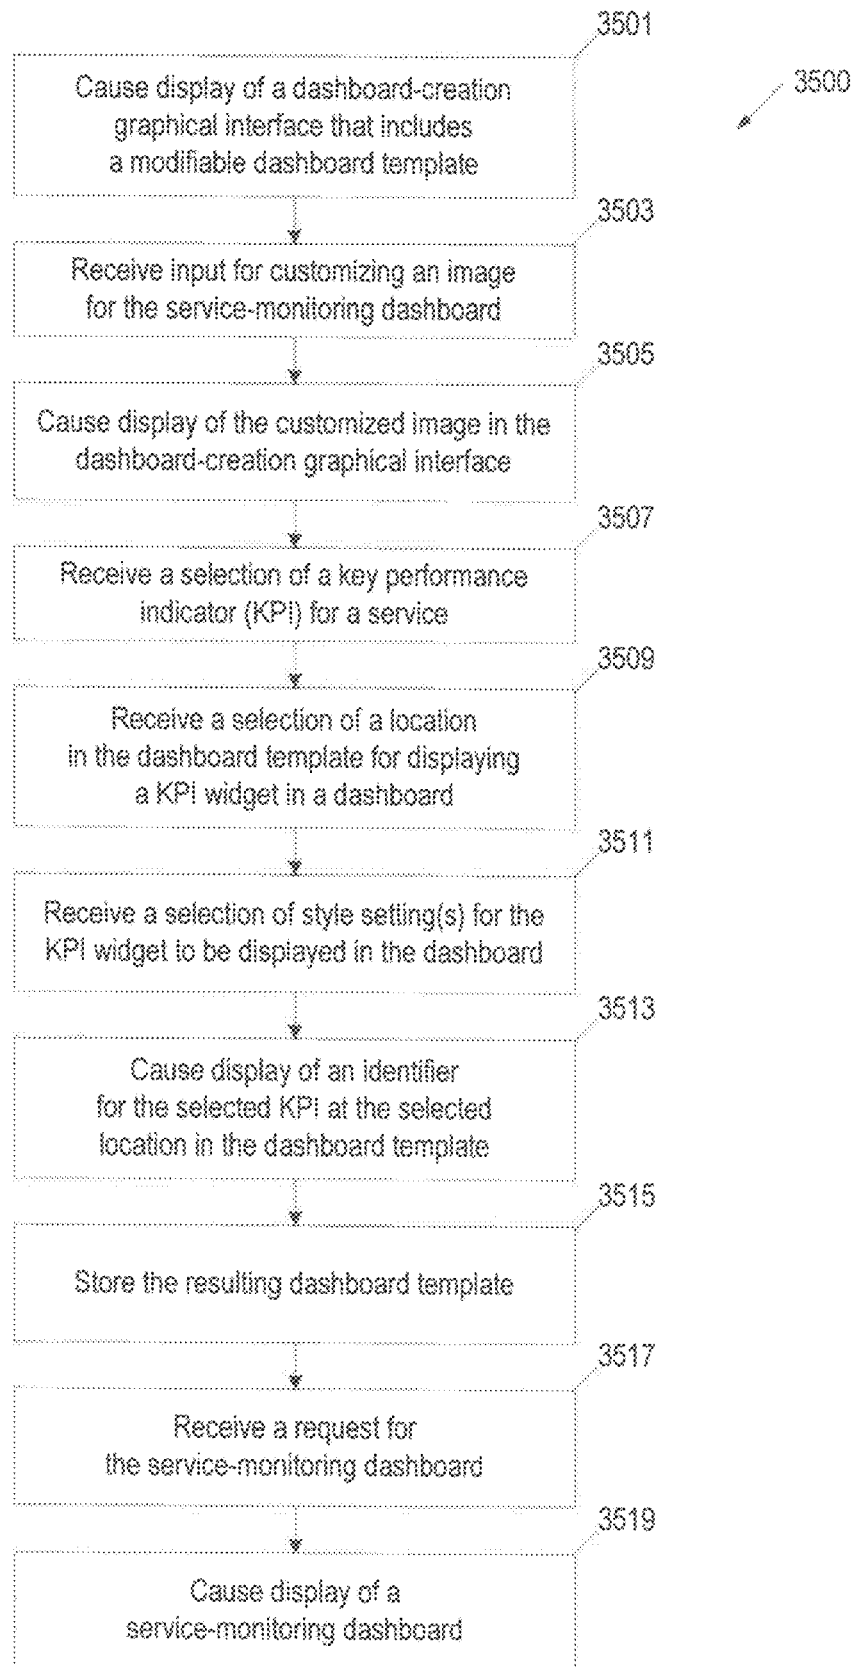 3501
3500
Cause display of a dashboard-creation
graphical interface that includes
a modifiable dashboard template
3503
Receive input for customizing an image
for the service-monitoring dashboard
3505
Cause display of the customized image in the
dashboard-creation graphical interface
3507
Receive a selection of a key performance
indicator (KPI) for a service
3509
Receive a selection of a location
in the dashboard template for displaying
a KPI widget in a dashboard
3511
Receive a selection of style setting(s) for the
KPI widget to be displayed in the dashboard
3513
Cause display of an identifier
for the selected KPI at the selected
location in the dashboard template
3515
Store the resulting dashboard template
3517
Receive a request for
the service-monitoring dashboard
3519
Cause display of a
service-monitoring dashboard